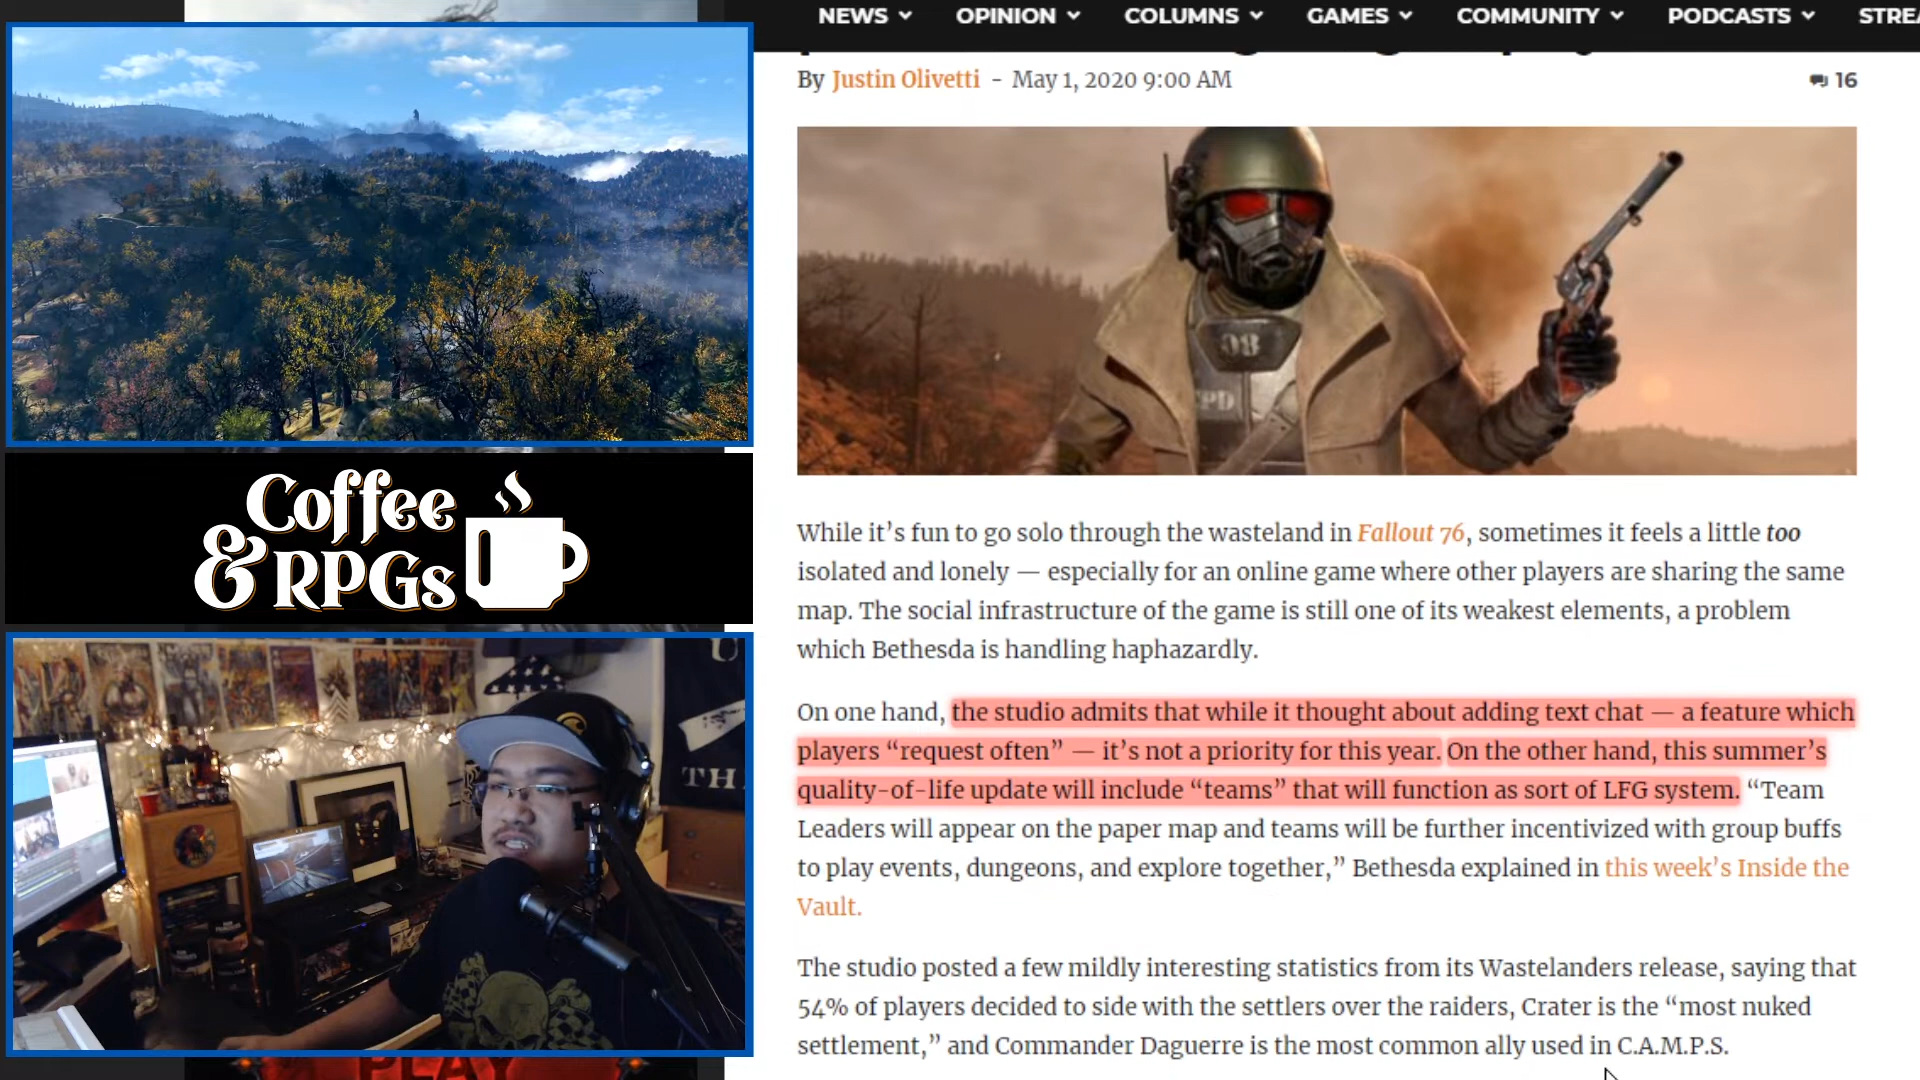 NEWS OPINION COLUMNS GAMES COMMUNITY PODCASTS STREA
By Justin Olivetti - May 1, 2020 9:00 AM
16
98
PD
While it’s fun to go solo through the wasteland in Fallout 76, sometimes it feels a little too
isolated and lonely — especially for an online game where other players are sharing the same
map. The social infrastructure of the game is still one of its weakest elements, a problem
which Bethesda is handling haphazardly.
On one hand, the studio admits that while it thought about adding text chat — a feature which
players “request often” — it’s not a priority for this year. On the other hand, this summer’s
quality-of-life update will include “teams” that will function as sort of LFG system. “Team
Leaders will appear on the paper map and teams will be further incentivized with group buffs
to play events, dungeons, and explore together,” Bethesda explained in this week’s Inside the
Vault.
The studio posted a few mildly interesting statistics from its Wastelanders release, saying that
54% of players decided to side with the settlers over the raiders, Crater is the “most nuked
settlement,” and Commander Daguerre is the most common ally used in C.A.M.P.S.
Coffee
& RPGs
U
TH
PLAY